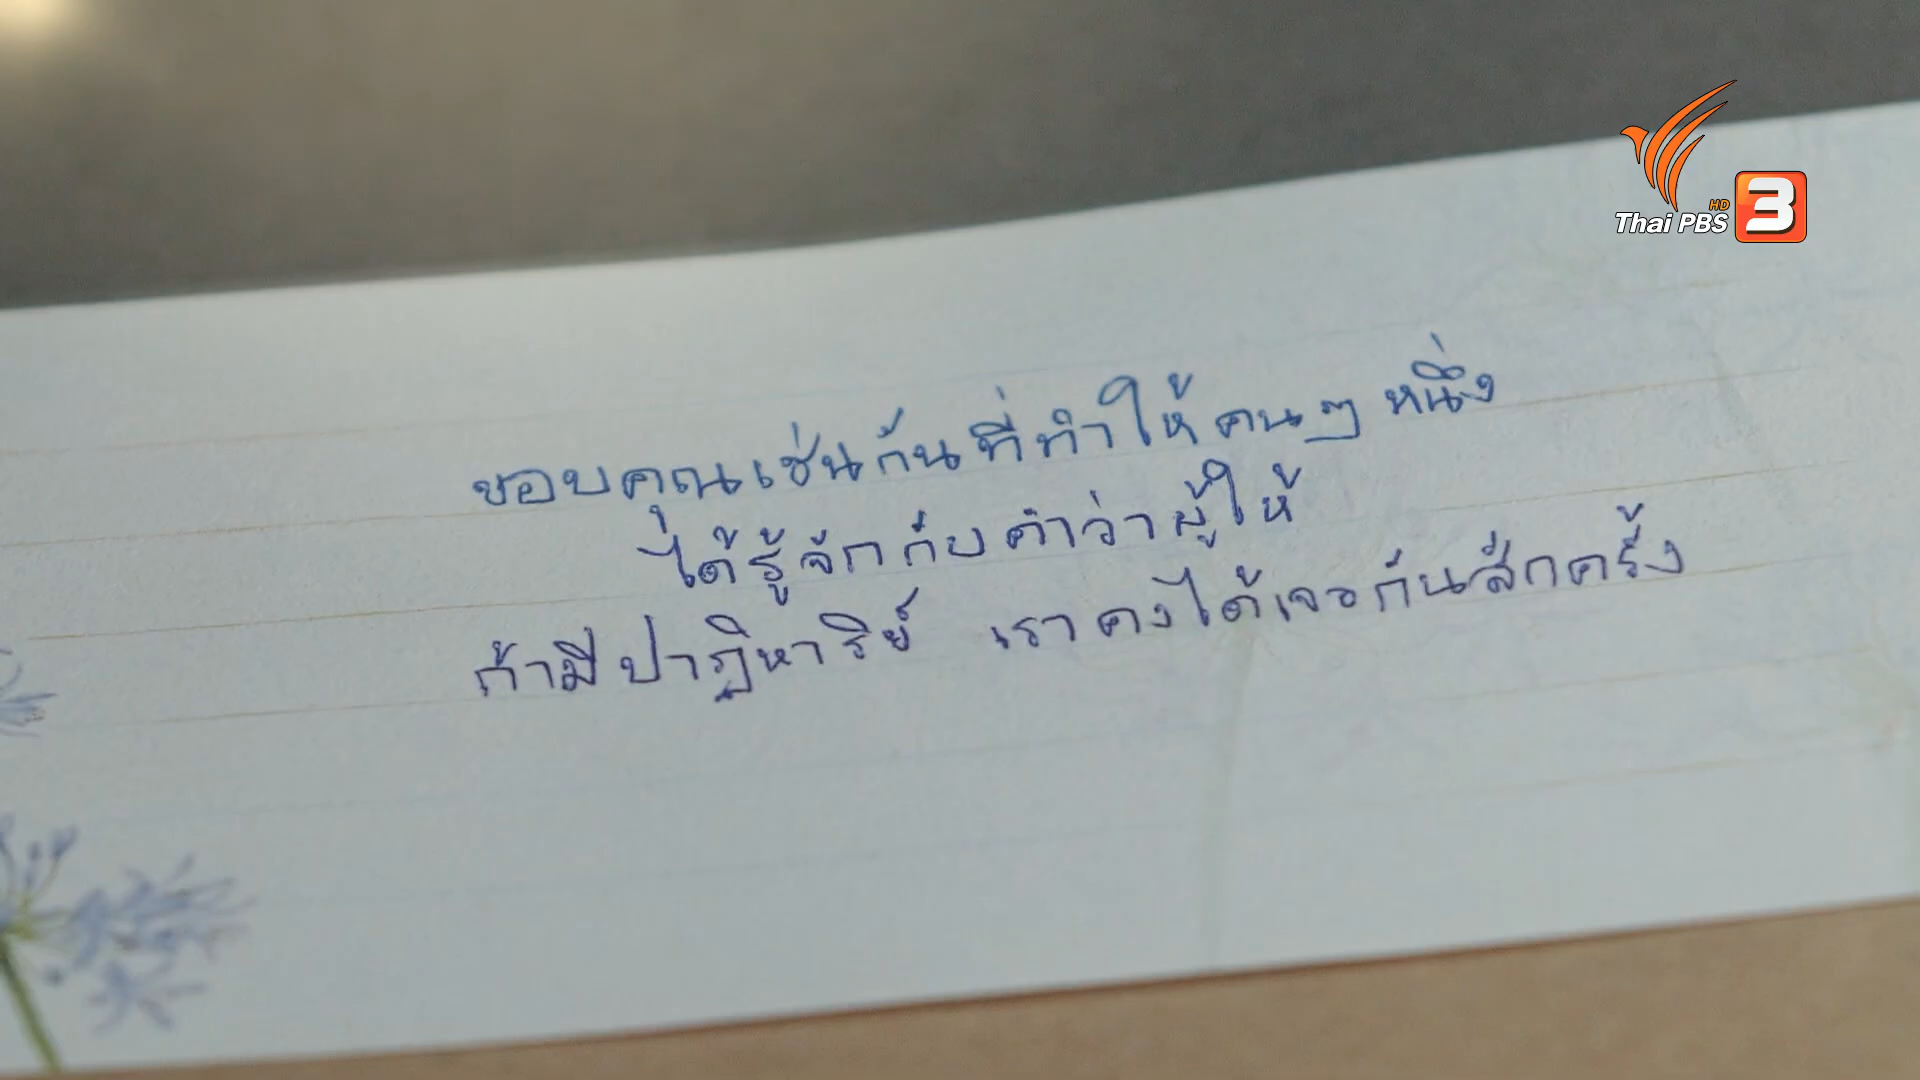 ขอบคุณเช่นกันที่ทำให้คนๆ หนึ่ง
ได้รู้จักกับคำว่าผู้ให้
ถ้ามีปาฏิหาริย์ เราคงได้เจอกันสักครั้ง
Thai PBS HD 3